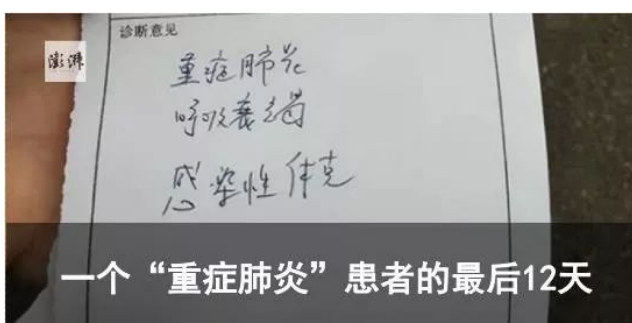 诊断意见
澎湃
重症肺炎
呼吸衰竭
感染性休克
一个“重症肺炎”患者的最后12天